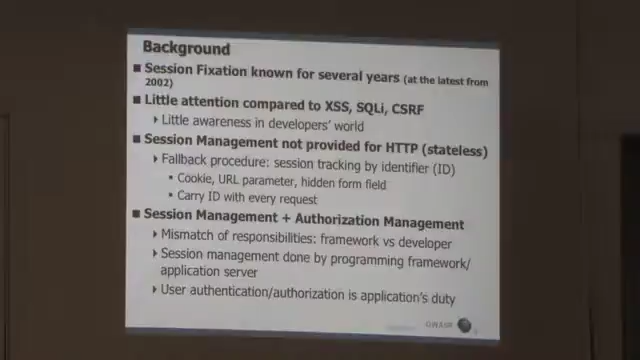 Background
■ Session Fixation known for several years (at the latest from
2002)
■ Little attention compared to XSS, SQLi, CSRF
▸ Little awareness in developers' world
■ Session Management not provided for HTTP (stateless)
▸ Fallback procedure: session tracking by identifier (ID)
• Cookie, URL parameter, hidden form field
• Carry ID with every request
■ Session Management + Authorization Management
▸ Mismatch of responsibilities: framework vs developer
▸ Session management done by programming framework/
application server
▸ User authentication/authorization is application's duty
OWASP